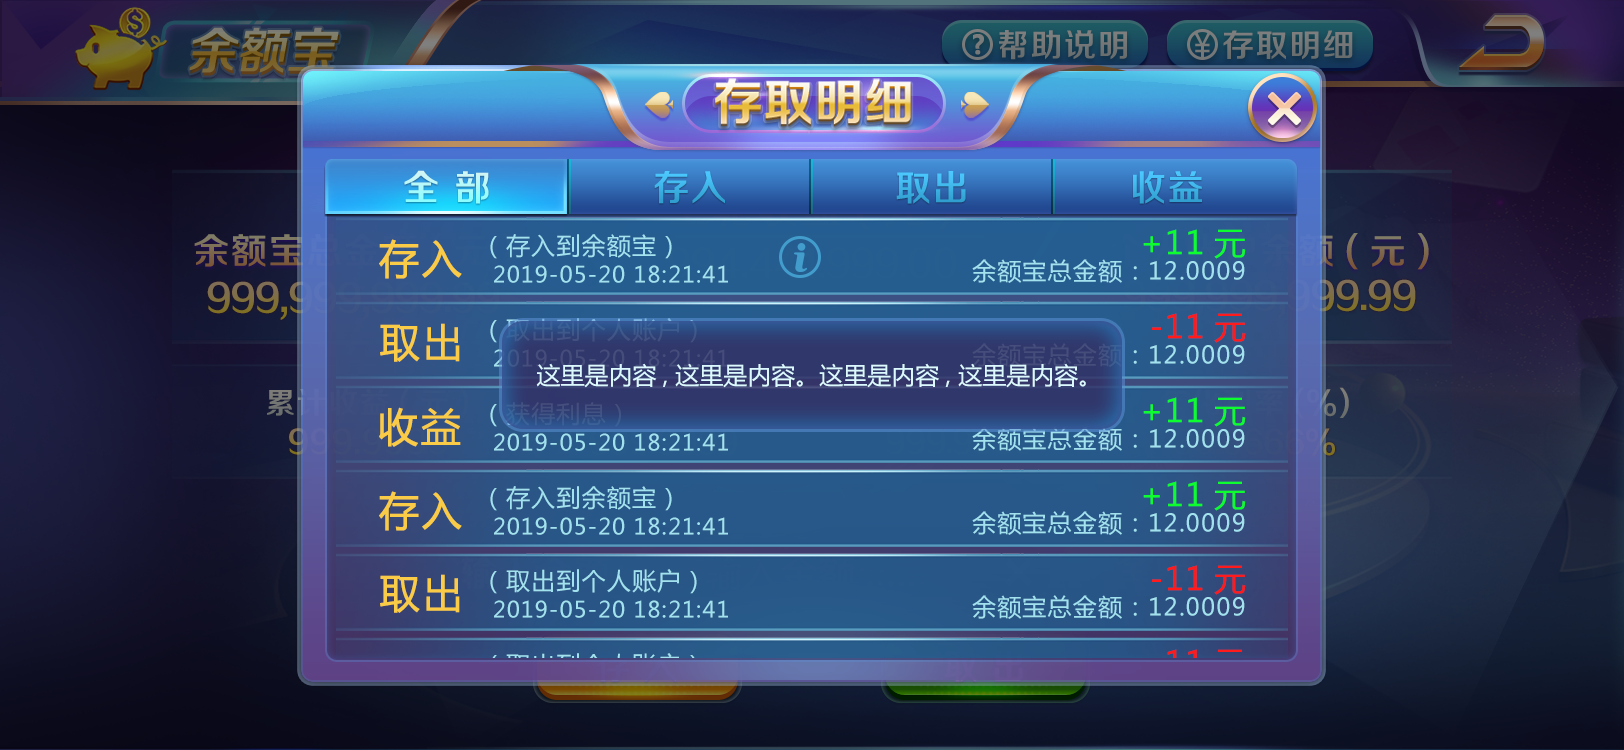 余额宝
帮助说明
存取明细
存取明细
全 部
存入
取出
收益
余额宝
999,9
额(元)
99.99
存入
(存入到余额宝)
2019-05-20 18:21:41
+11 元
余额宝总金额:12.0009
取出
(取出到个人账户)
2019-05-20 18:21:41
-11 元
余额宝总金额:12.0009
这里是内容,这里是内容。这里是内容,这里是内容。
收益
(获得利息)
2019-05-20 18:21:41
+11 元
余额宝总金额:12.0009
累计
%)
%
存入
(存入到余额宝)
2019-05-20 18:21:41
+11 元
余额宝总金额:12.0009
取出
(取出到个人账户)
2019-05-20 18:21:41
-11 元
余额宝总金额:12.0009
(取出到个人账户)
-11 元